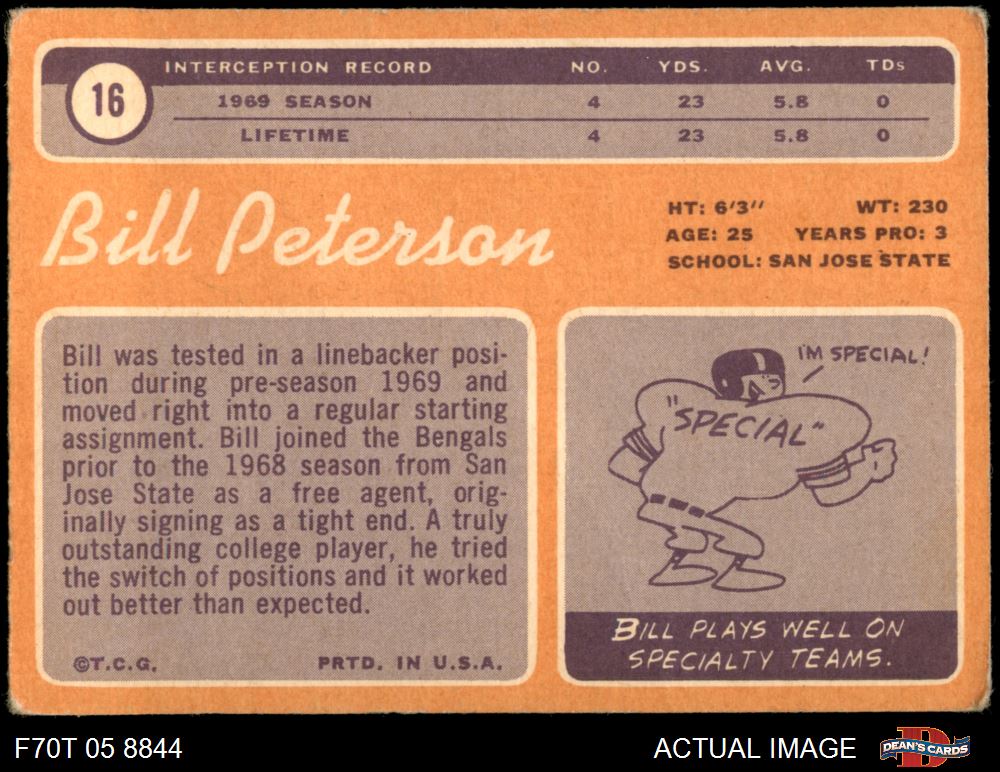 16
INTERCEPTION RECORD NO. YDS. AVG. TDs
1969 SEASON 4 23 5.8 0
LIFETIME 4 23 5.8 0
Bill Peterson
HT: 6'3'' WT: 230
AGE: 25 YEARS PRO: 3
SCHOOL: SAN JOSE STATE
Bill was tested in a linebacker posi-
tion during pre-season 1969 and
moved right into a regular starting
assignment. Bill joined the Bengals
prior to the 1968 season from San
Jose State as a free agent, orig-
inally signing as a tight end. A truly
outstanding college player, he tried
the switch of positions and it worked
out better than expected.
©T.C.G. PRTD. IN U.S.A.
I'M SPECIAL!
"SPECIAL"
BILL PLAYS WELL ON
SPECIALTY TEAMS.
F70T 05 8844
ACTUAL IMAGE
D
DEAN'S CARDS